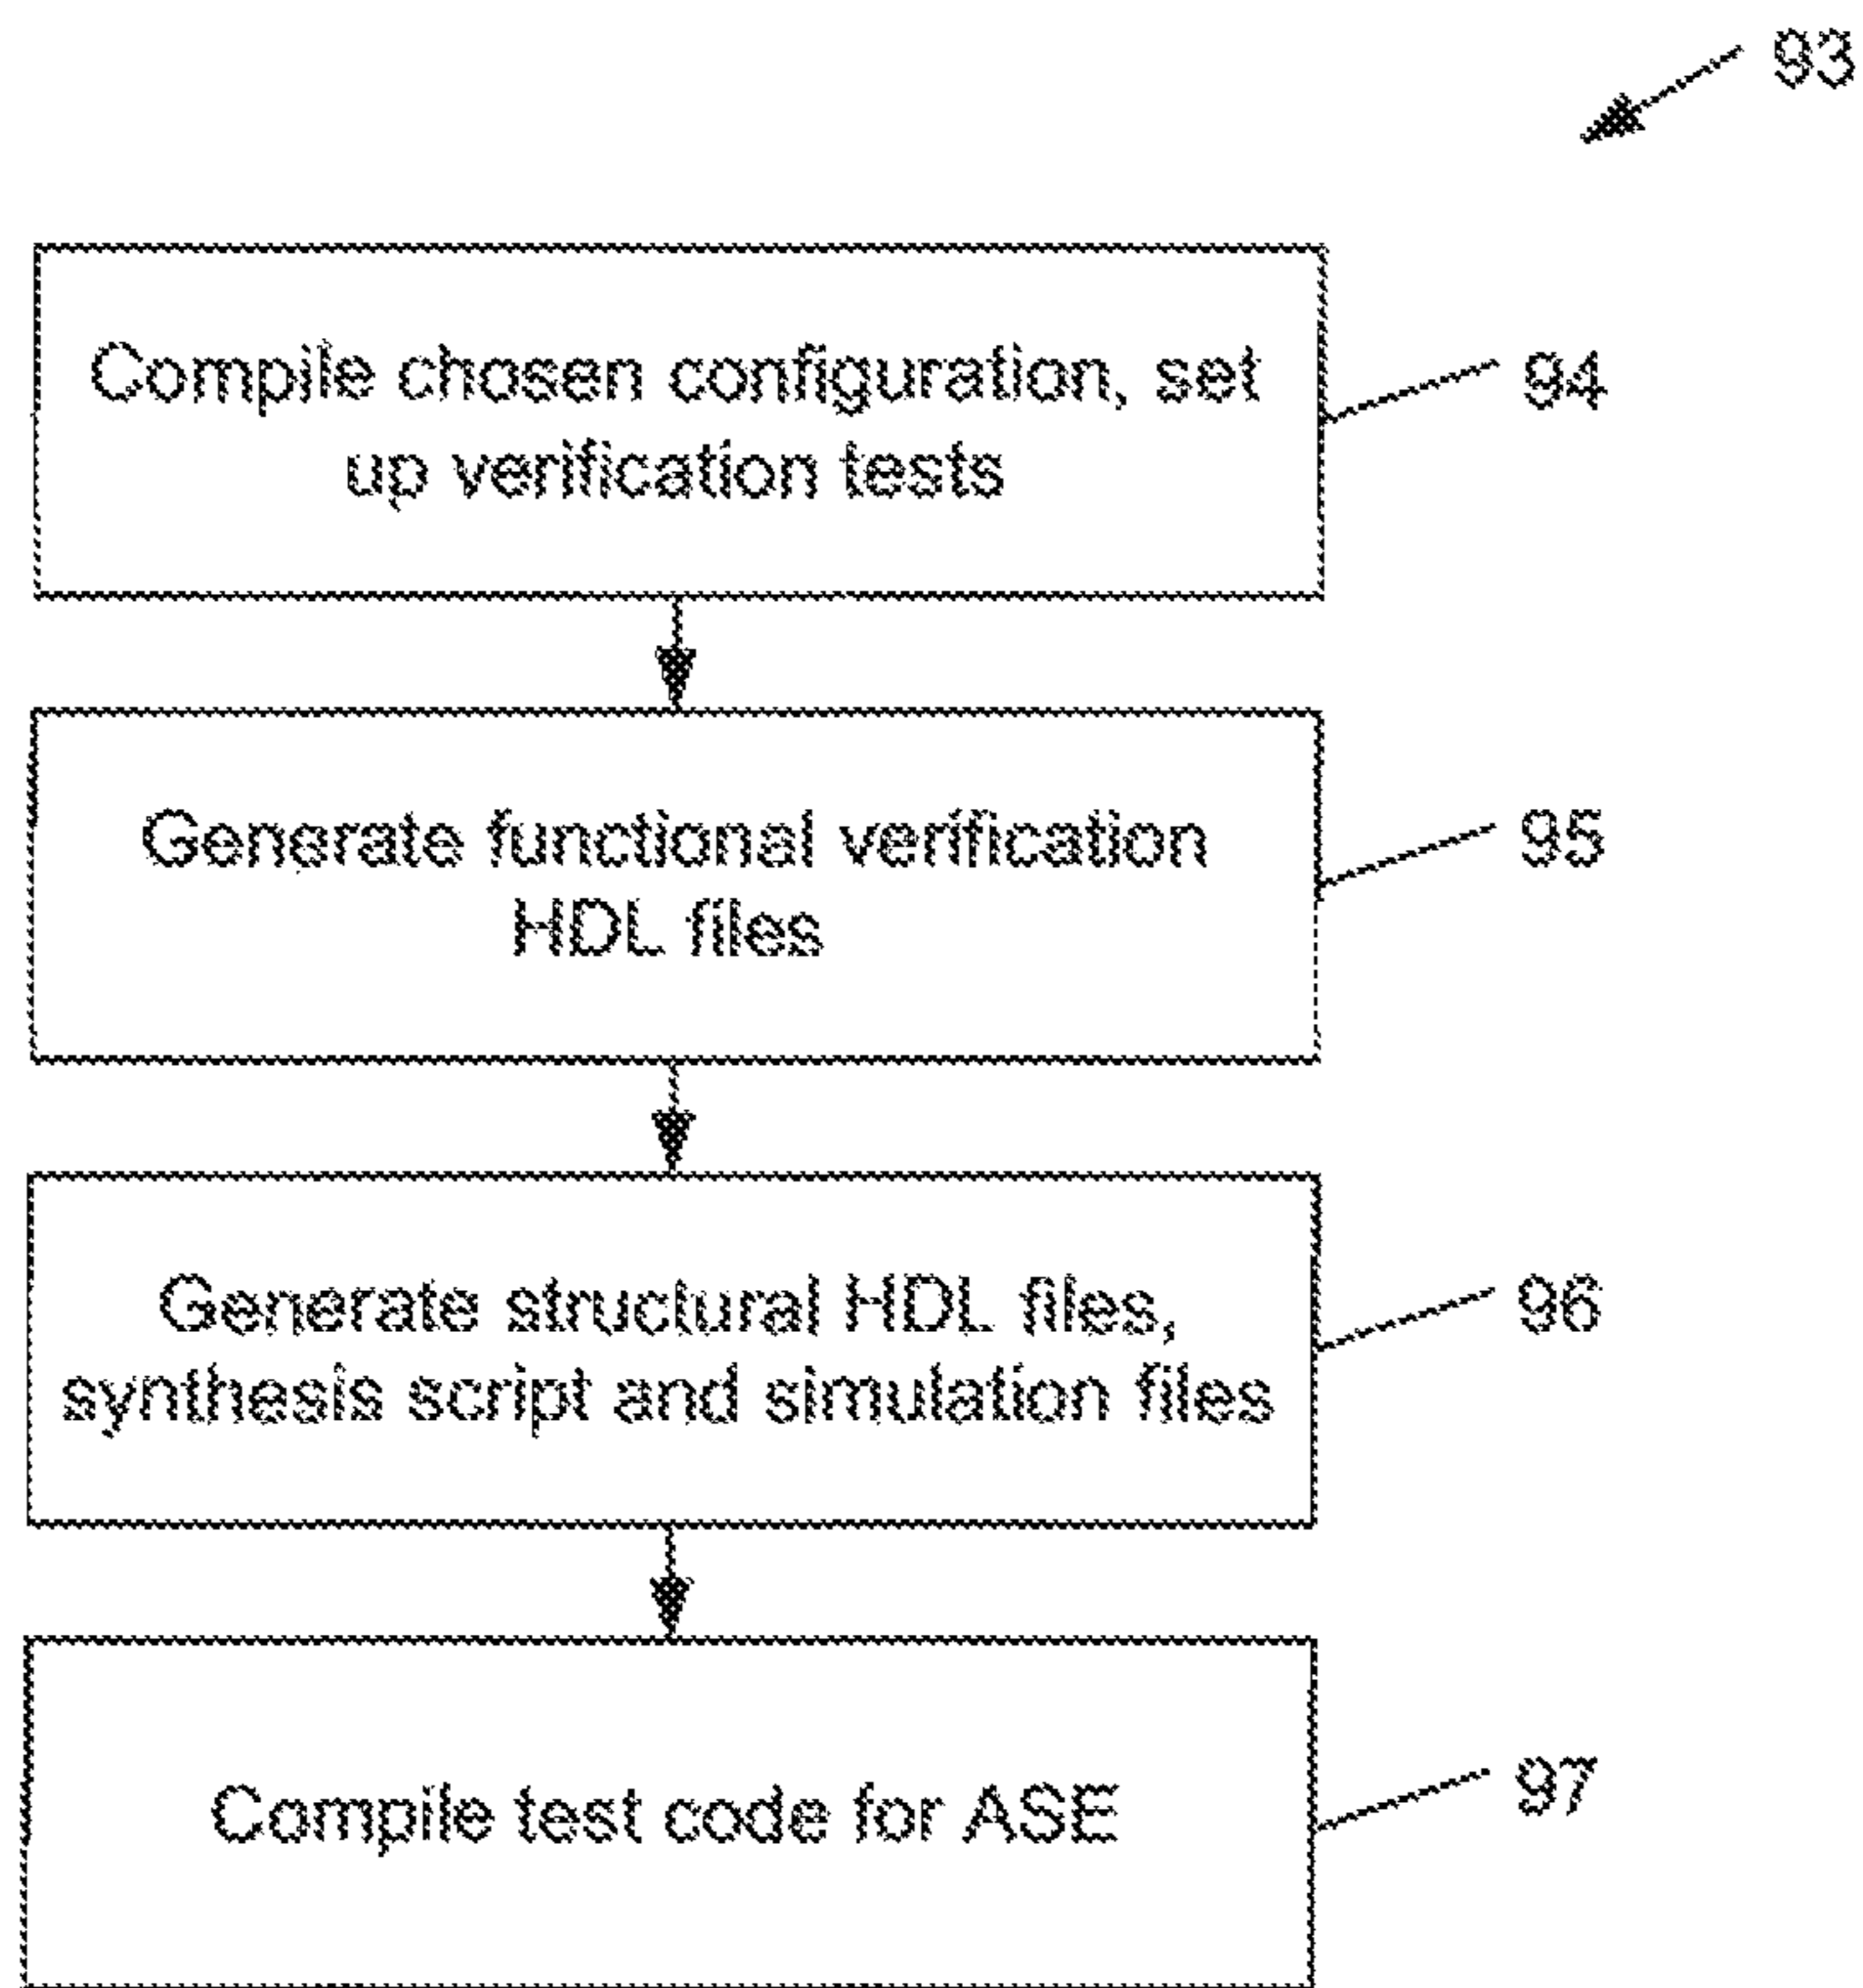 93
Compile chosen configuration, set
up verification tests
94
Generate functional verification
HDL files
95
Generate structural HDL files,
synthesis script and simulation files
96
Compile test code for ASE
97